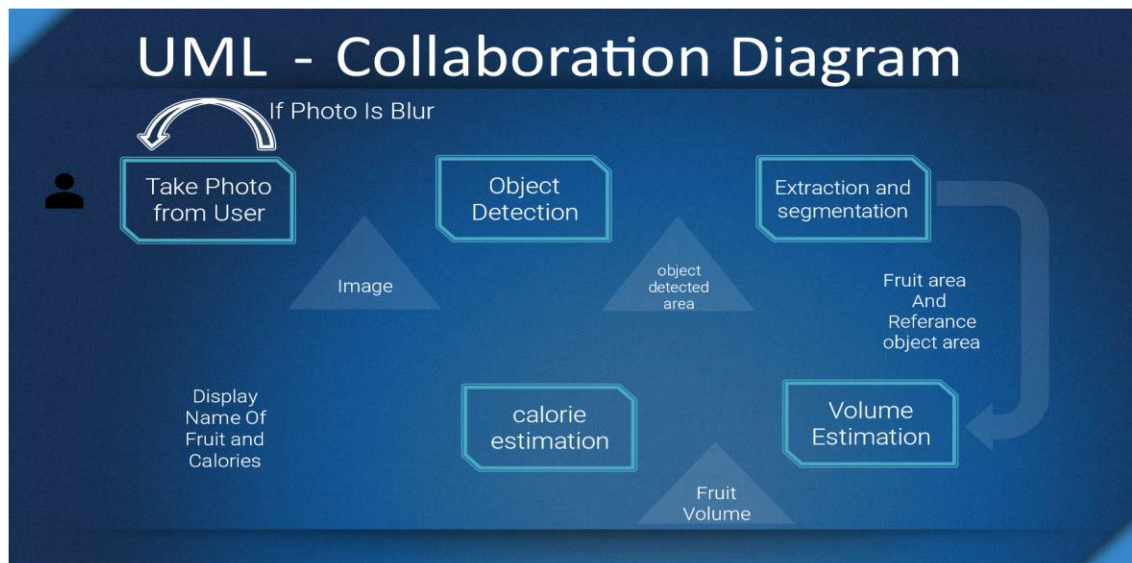 UML - Collaboration Diagram
If Photo Is Blur
Take Photo
from User
Object
Detection
Extraction and
segmentation
Image
object
detected
area
Fruit area
And
Referance
object area
Display
Name Of
Fruit and
Calories
calorie
estimation
Volume
Estimation
Fruit
Volume